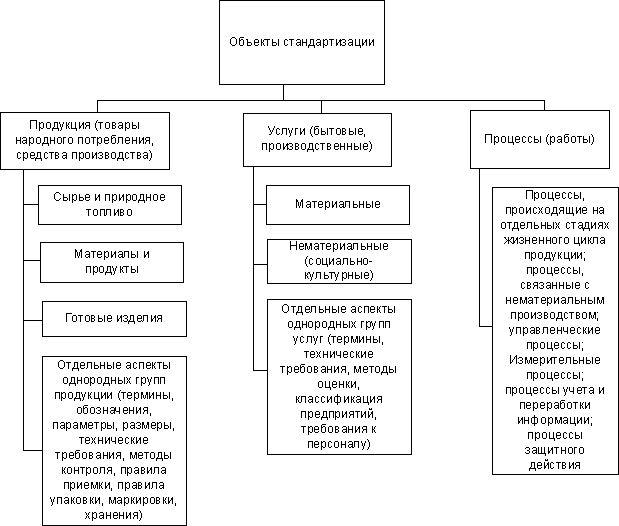 Объекты стандартизации
Продукция (товары
народного потребления,
средства производства)
Сырье и природное
топливо
Материалы и
продукты
Готовые изделия
Отдельные аспекты
однородных групп
продукции (термины,
обозначения,
параметры, размеры,
технические
требования, методы
контроля, правила
приемки, правила
упаковки, маркировки,
хранения)
Услуги (бытовые,
производственные)
Материальные
Нематериальные
(социально-
культурные)
Отдельные аспекты
однородных групп
услуг (термины,
технические
требования, методы
оценки,
классификация
предприятий,
требования к
персоналу)
Процессы (работы)
Процессы,
происходящие на
отдельных стадиях
жизненного цикла
продукции;
процессы,
связанные с
нематериальным
производством;
управленческие
процессы;
Измерительные
процессы;
процессы учета и
переработки
информации;
процессы
защитного
действия